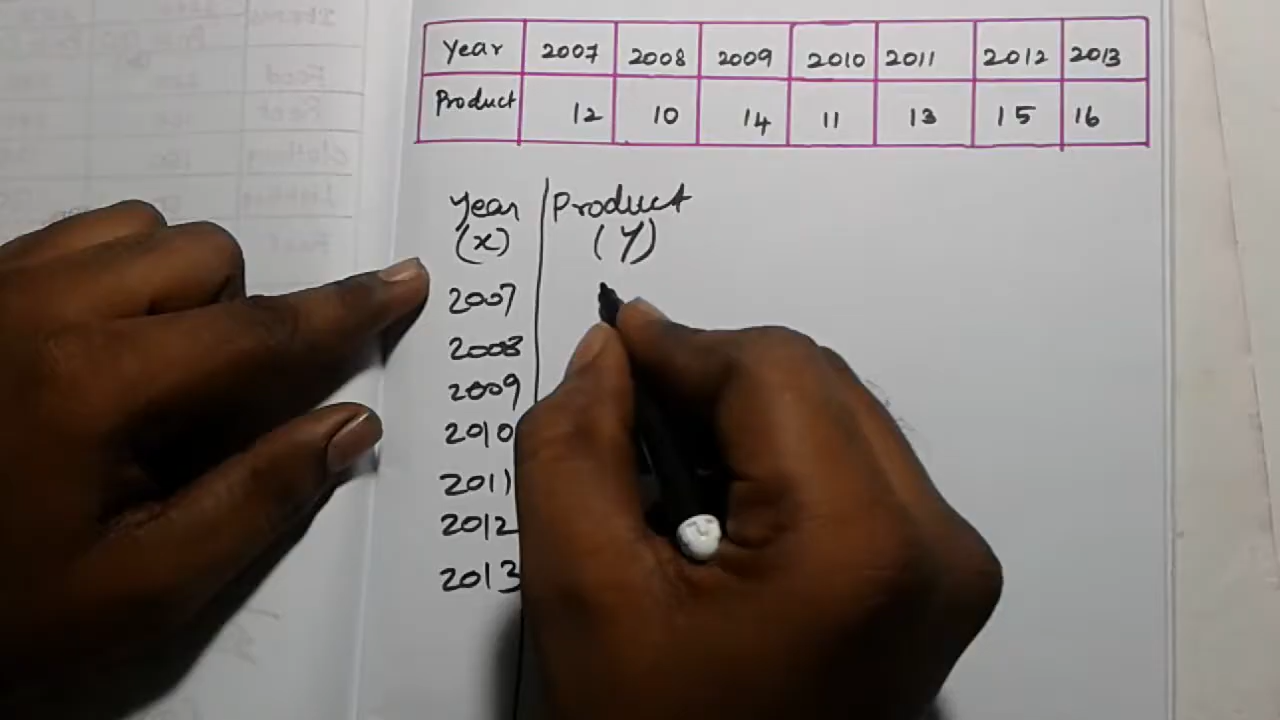 Year 2007 2008 2009 2010 2011 2012 2013
Product 12 10 14 11 13 15 16
Year Product
(x) (Y)
2007
2008
2009
2010
2011
2012
2013